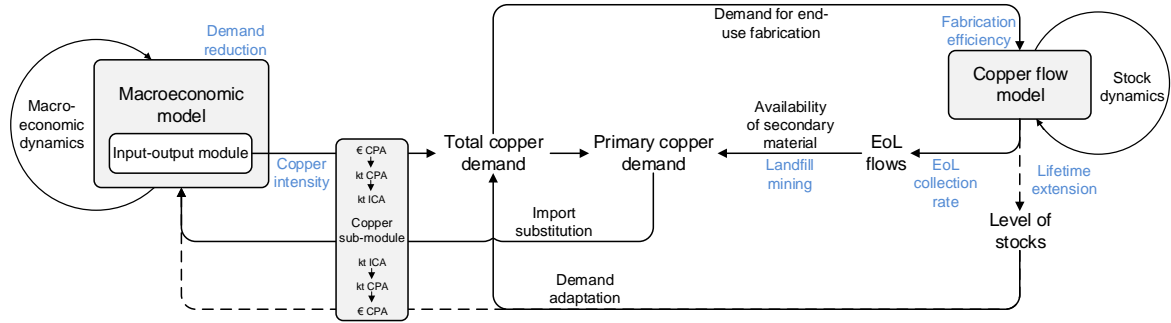 Demand
reduction
Macroeconomic
model
Input-output module
Macro-
economic
dynamics
Copper
intensity
€ CPA
kt CPA
kt ICA
Copper
sub-module
kt ICA
kt CPA
€ CPA
Total copper
demand
Primary copper
demand
Demand for end-
use fabrication
Availability
of secondary
material
Landfill
mining
EoL
flows
EoL
collection
rate
Fabrication
efficiency
Copper flow
model
Stock
dynamics
Lifetime
extension
Level of
stocks
Import
substitution
Demand
adaptation